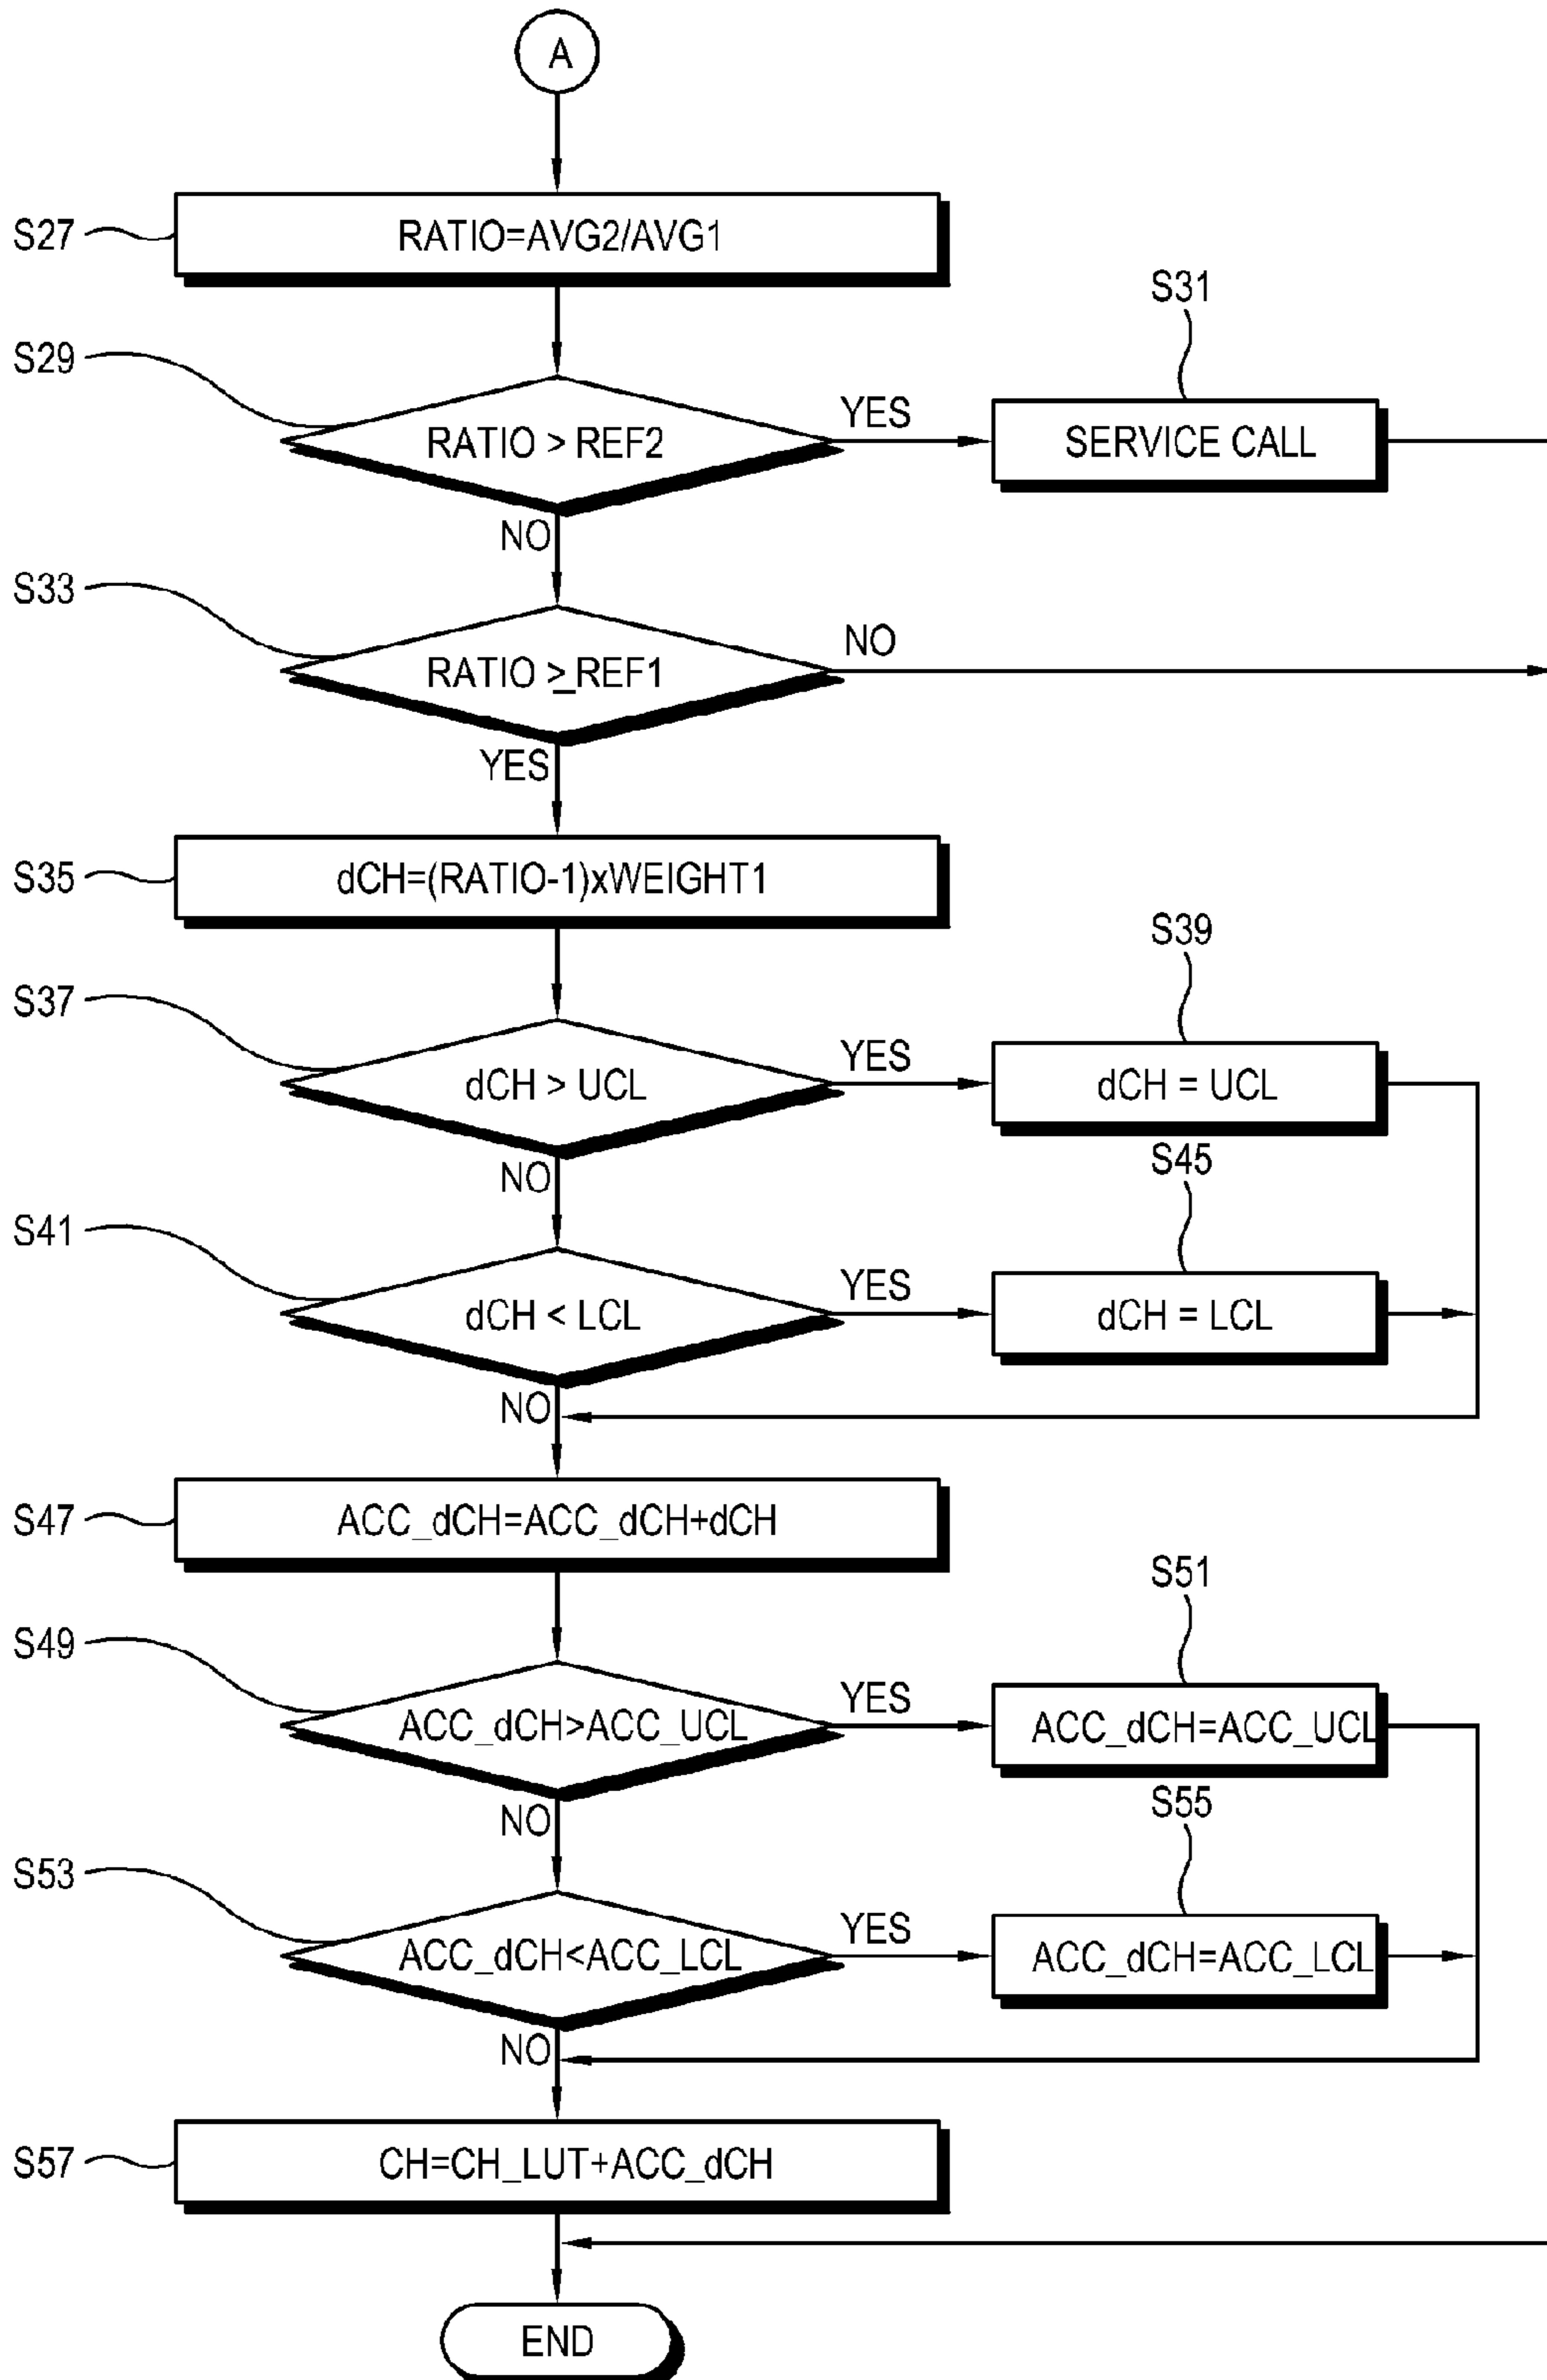 A
S27
RATIO=AVG2/AVG1
S31
S29
RATIO > REF2
YES
SERVICE CALL
NO
S33
RATIO ≥ REF1
NO
YES
S35
dCH=(RATIO-1)xWEIGHT1
S39
S37
dCH > UCL
YES
dCH = UCL
NO
S45
S41
dCH < LCL
YES
dCH = LCL
NO
S47
ACC_dCH=ACC_dCH+dCH
S51
S49
ACC_dCH>ACC_UCL
YES
ACC_dCH=ACC_UCL
NO
S55
S53
ACC_dCH<ACC_LCL
YES
ACC_dCH=ACC_LCL
NO
S57
CH=CH_LUT+ACC_dCH
END